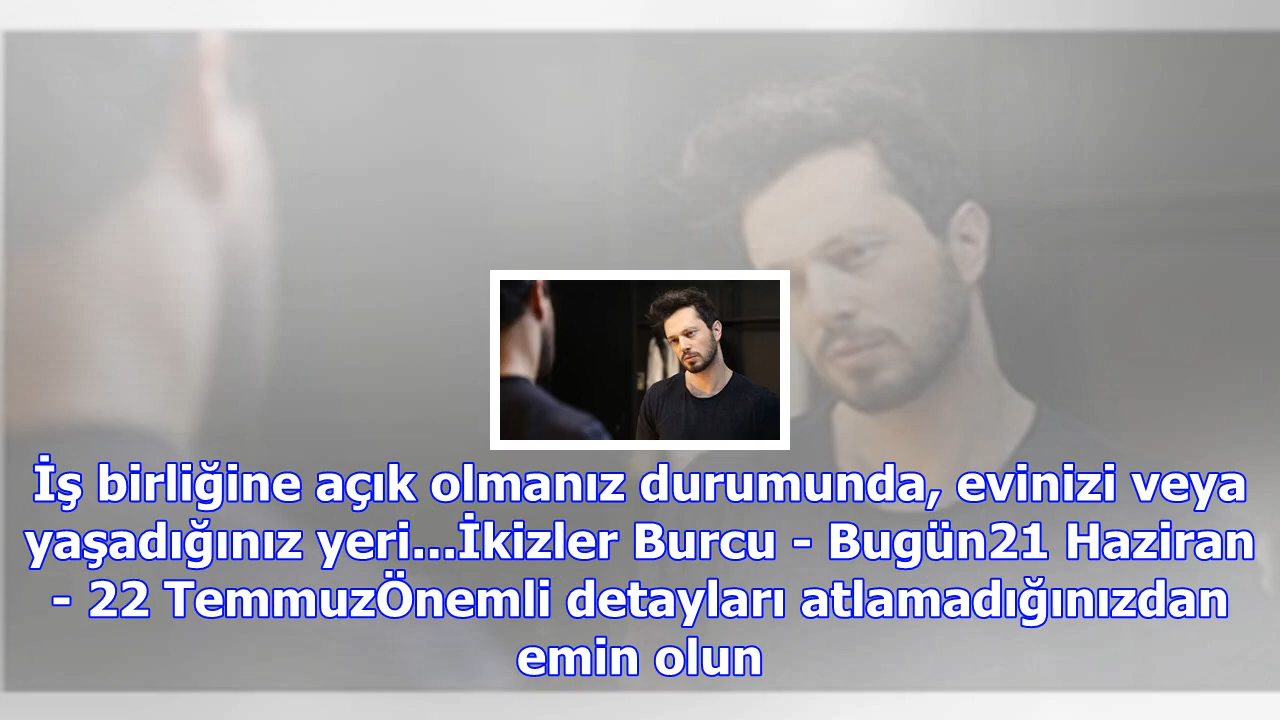 İş birliğine açık olmanız durumunda, evinizi veya
yaşadığınız yeri...İkizler Burcu - Bugün21 Haziran
- 22 TemmuzÖnemli detayları atlamadığınızdan
emin olun